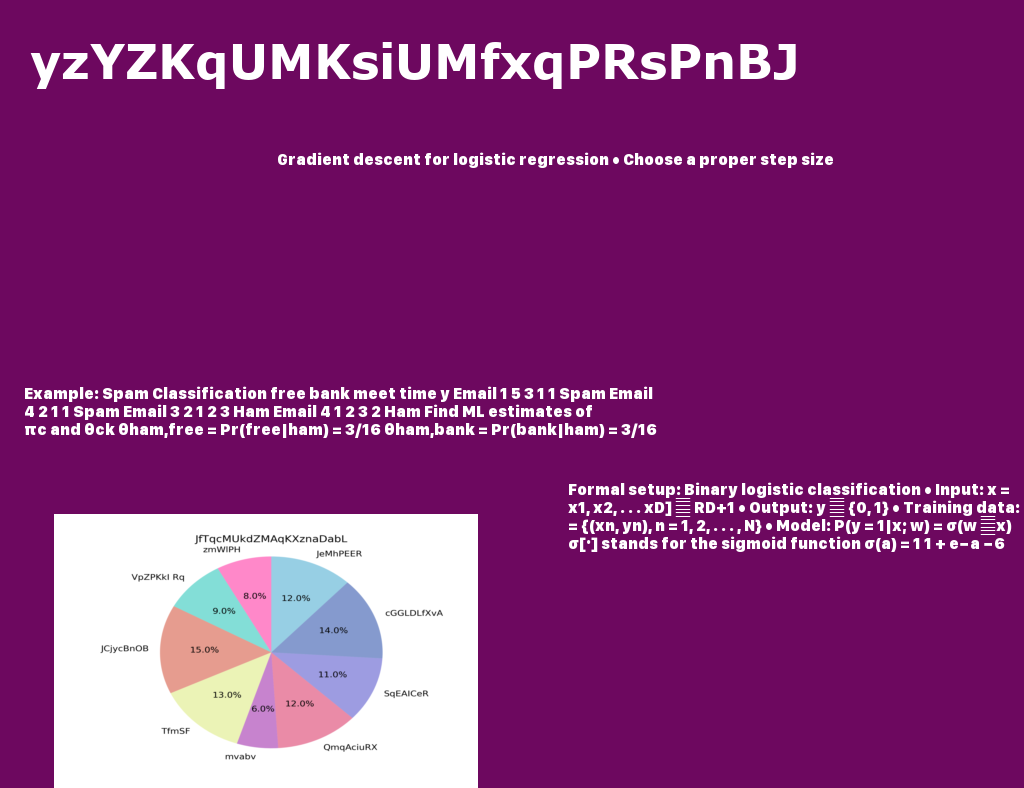 yzYZKqUMKsiUMfxqPRsPnBJ
Gradient descent for logistic regression • Choose a proper step size
Example: Spam Classification free bank meet time y Email 1 5 3 1 1 Spam Email
4 2 1 1 Spam Email 3 2 1 2 3 Ham Email 4 1 2 3 2 Ham Find ML estimates of
πc and θck θham,free = Pr(free|ham) = 3/16 θham,bank = Pr(bank|ham) = 3/16
Formal setup: Binary logistic classification • Input: x =
x1, x2, . . . xD] RD+1 • Output: y {0, 1} • Training data:
= {(xn, yn), n = 1, 2, . . . , N} • Model: P(y = 1|x; w) = σ(w x)
σ[·] stands for the sigmoid function σ(a) = 1 1 + e−a −6
JfTqcMUkdZMAqKXznaDabL
zmWlPH
JeMhPEER
VpZPKkI Rq
8.0%
12.0%
9.0%
cGGLDLfXvA
14.0%
JCjycBnOB
15.0%
11.0%
SqEAICeR
13.0%
12.0%
6.0%
TfmSF
QmqAciuRX
mvabv